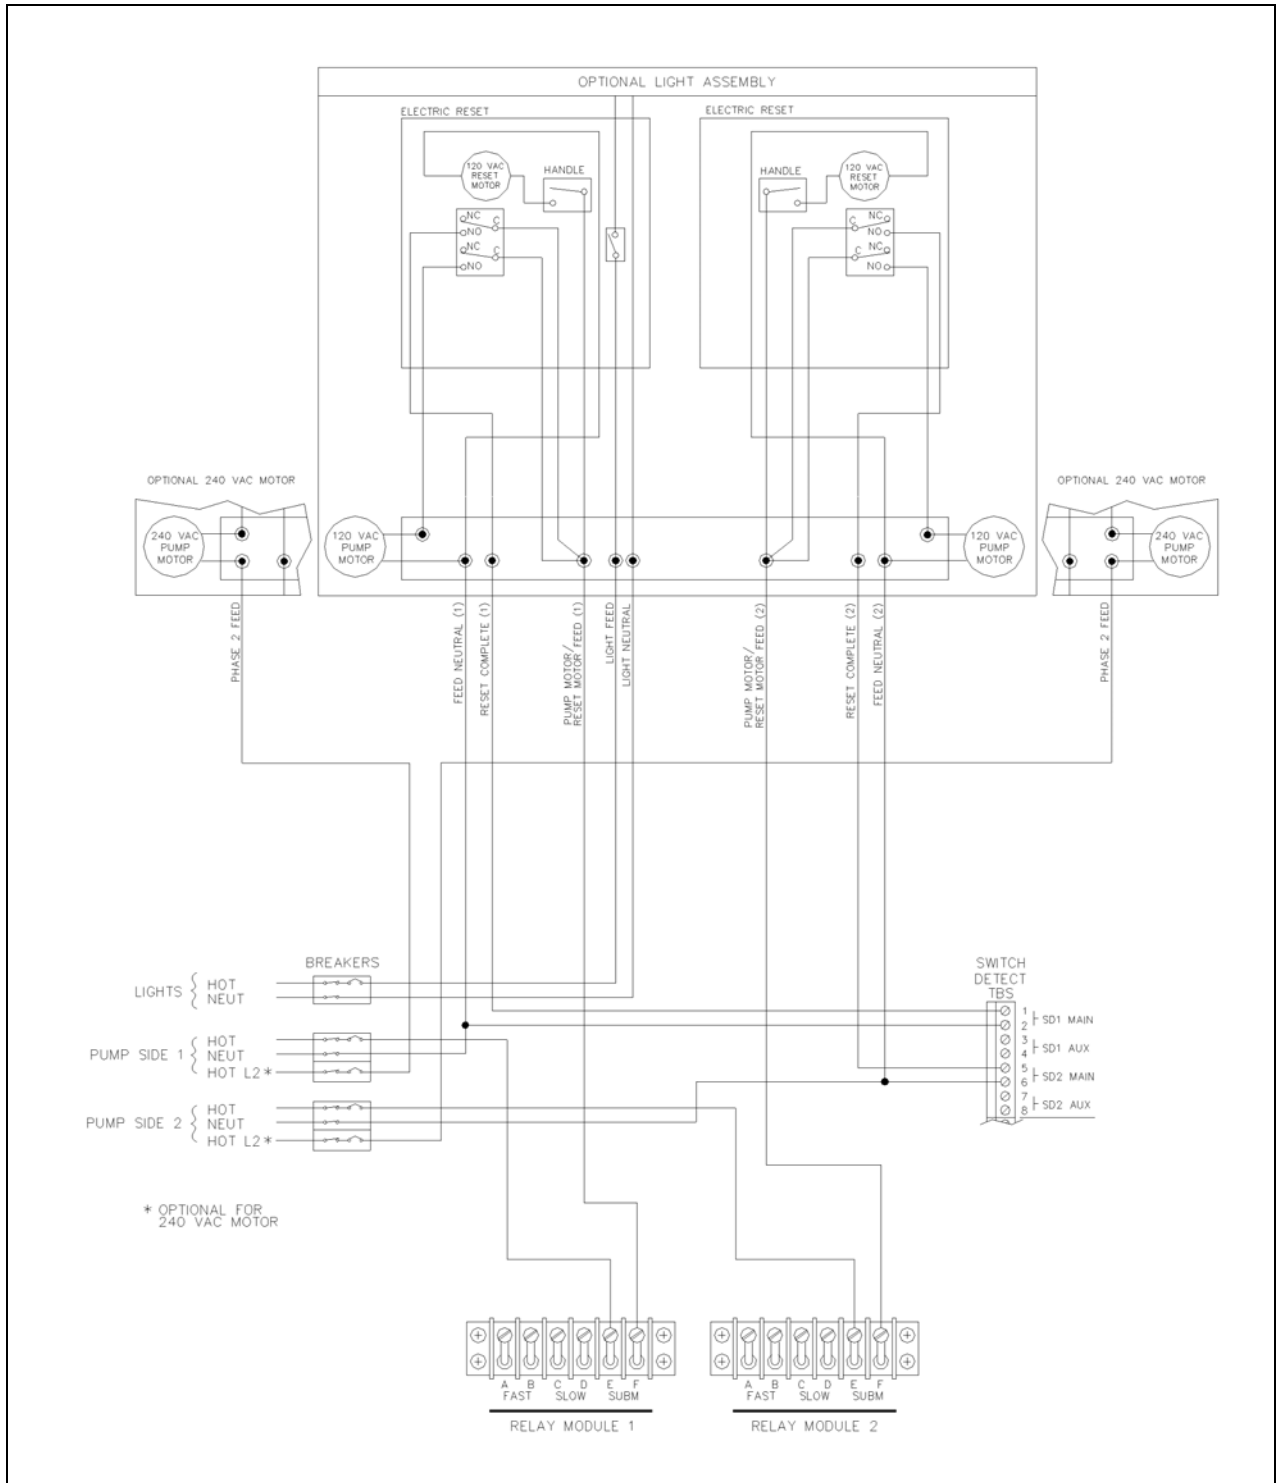 OPTIONAL LIGHT ASSEMBLY
ELECTRIC RESET
ELECTRIC RESET
120 VAC
RESET
MOTOR
HANDLE
HANDLE
120 VAC
RESET
MOTOR
NC
C
NO
NC
C
NO
NC
C
NO
NC
C
NO
OPTIONAL 240 VAC MOTOR
OPTIONAL 240 VAC MOTOR
240 VAC
PUMP
MOTOR
120 VAC
PUMP
MOTOR
120 VAC
PUMP
MOTOR
240 VAC
PUMP
MOTOR
PHASE 2 FEED
FEED NEUTRAL (1)
RESET COMPLETE (1)
PUMP MOTOR/
RESET MOTOR FEED (1)
LIGHT FEED
LIGHT NEUTRAL
PUMP MOTOR/
RESET MOTOR FEED (2)
RESET COMPLETE (2)
FEED NEUTRAL (2)
PHASE 2 FEED
BREAKERS
LIGHTS
HOT
NEUT
PUMP SIDE 1
HOT
NEUT
HOT L2*
PUMP SIDE 2
HOT
NEUT
HOT L2*
SWITCH
DETECT
TBS
1
2
SD1 MAIN
3
4
SD1 AUX
5
6
SD2 MAIN
7
8
SD2 AUX
* OPTIONAL FOR
240 VAC MOTOR
A B C D E F
FAST SLOW SUBM
RELAY MODULE 1
A B C D E F
FAST SLOW SUBM
RELAY MODULE 2